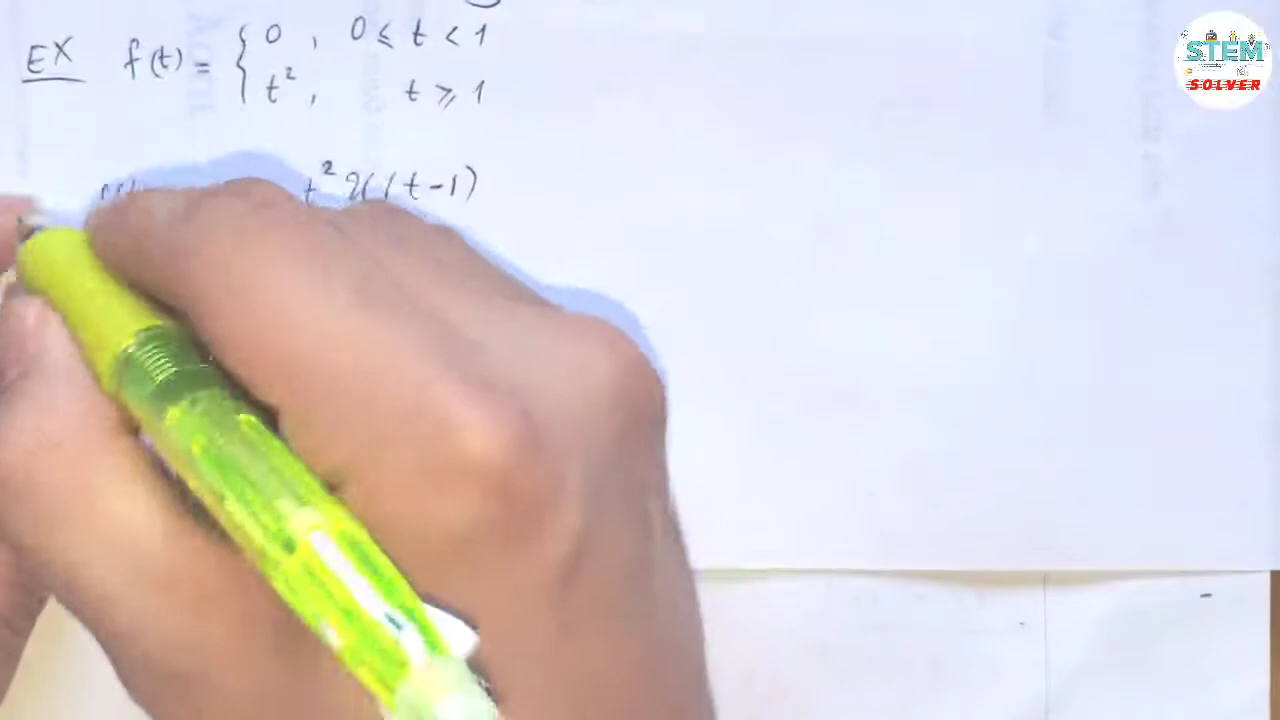 EX f(t) = { 0 , 0 ≤ t < 1
t², t ≥ 1
t² 𝒰(t-1)
STEM
SOLVER